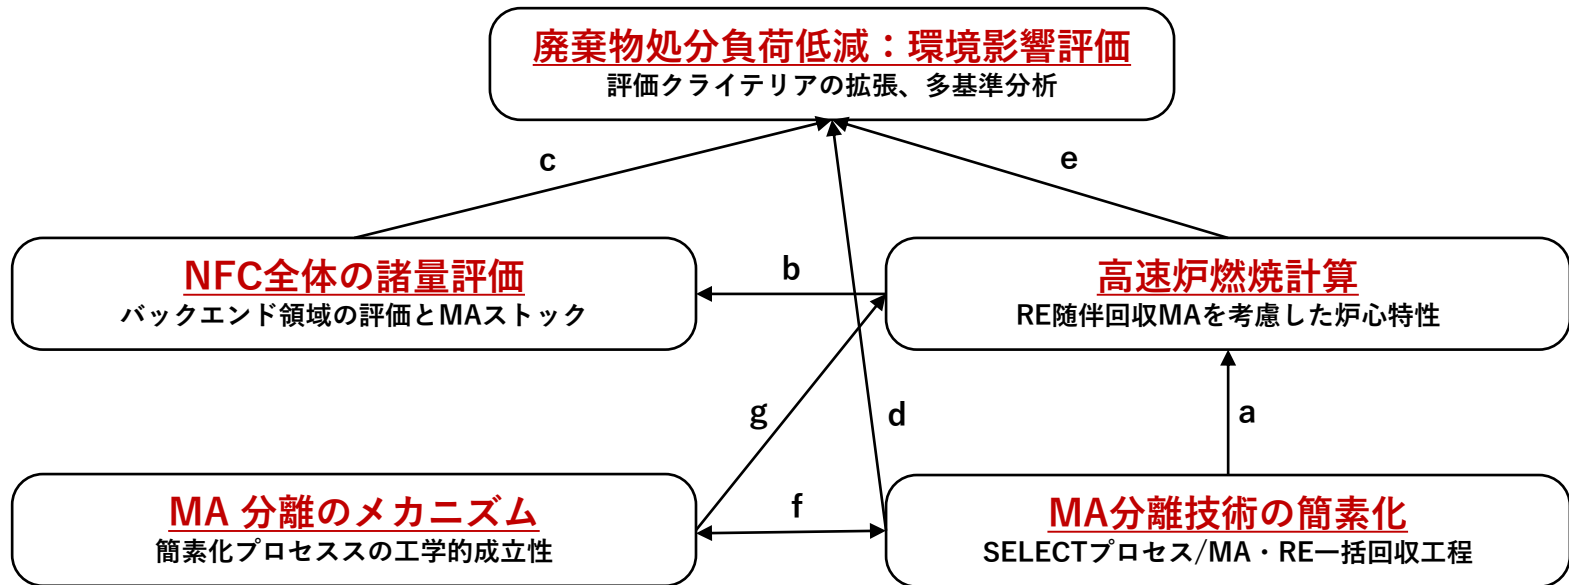 廃棄物処分負荷低減：環境影響評価
評価クライテリアの拡張、多基準分析
c
e
NFC全体の諸量評価
バックエンド領域の評価とMAストック
b
高速炉燃焼計算
RE随伴回収MAを考慮した炉心特性
g
d
a
MA 分離のメカニズム
簡素化プロセススの工学的成立性
f
MA分離技術の簡素化
SELECTプロセス/MA・RE一括回収工程